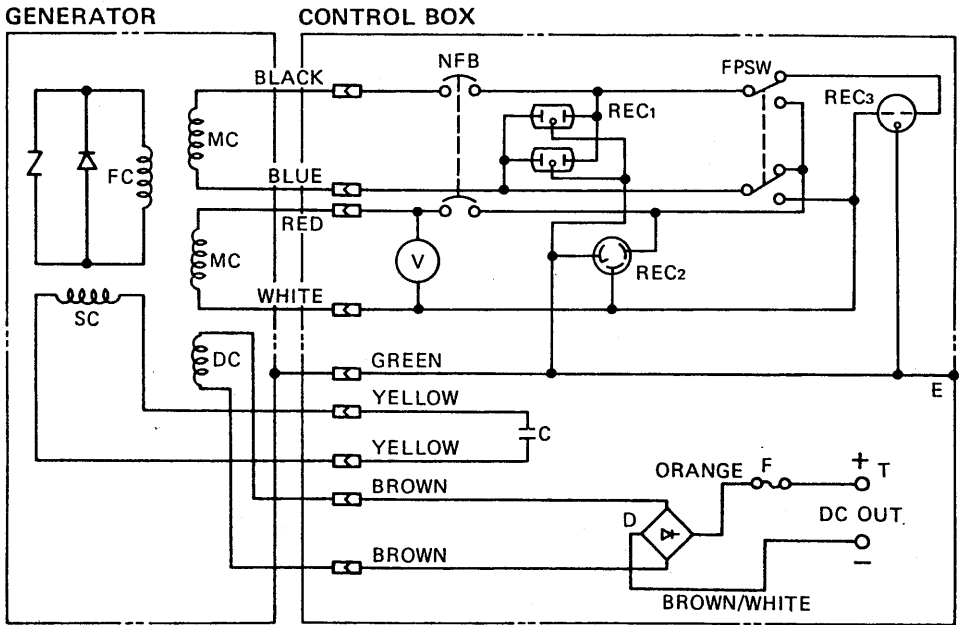 GENERATOR
CONTROL BOX
BLACK
NFB
FPSW
REC1
REC3
MC
FC
BLUE
RED
V
MC
REC2
WHITE
SC
DC
GREEN
E
YELLOW
C
YELLOW
ORANGE F
+ T
BROWN
D
DC OUT.
−
BROWN
BROWN/WHITE